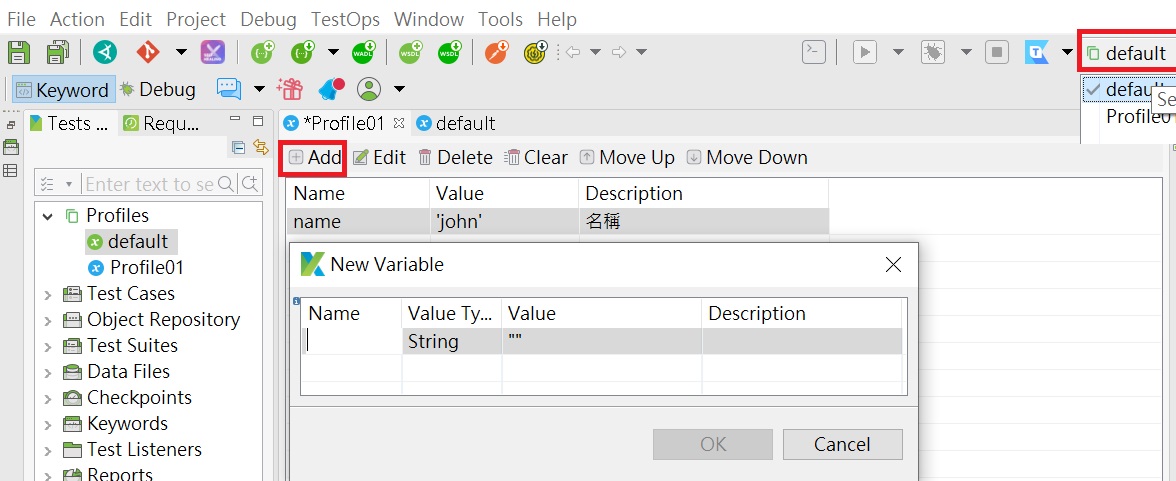 File Action Edit Project Debug TestOps Window Tools Help
default
Keyword Debug
default
Se
Tests ... Requ...
*Profile01 default
Add Edit Delete Clear Move Up Move Down
Enter text to se
Name Value Description
name 'john' 名稱
Profiles
default
Profile01
Test Cases
Object Repository
Test Suites
Data Files
Checkpoints
Keywords
Test Listeners
Reports
New Variable
Name Value Ty... Value Description
String ""
OK Cancel